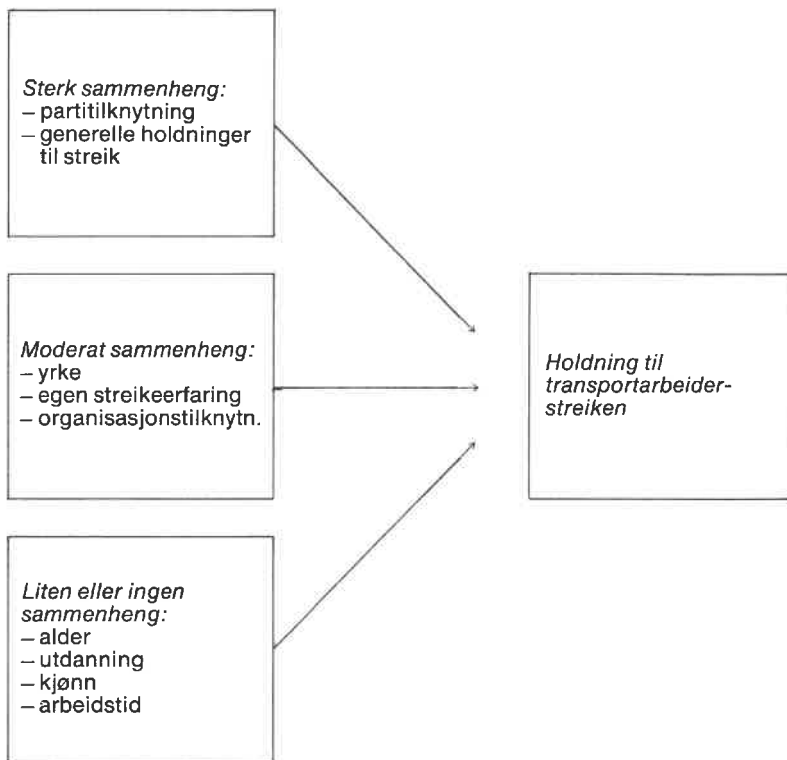 Sterk sammenheng:
– partitilknytning
– generelle holdninger
til streik
Moderat sammenheng:
– yrke
– egen streikeerfaring
– organisasjonstilknytn.
Holdning til
transportarbeider-
streiken
Liten eller ingen
sammenheng:
– alder
– utdanning
– kjønn
– arbeidstid